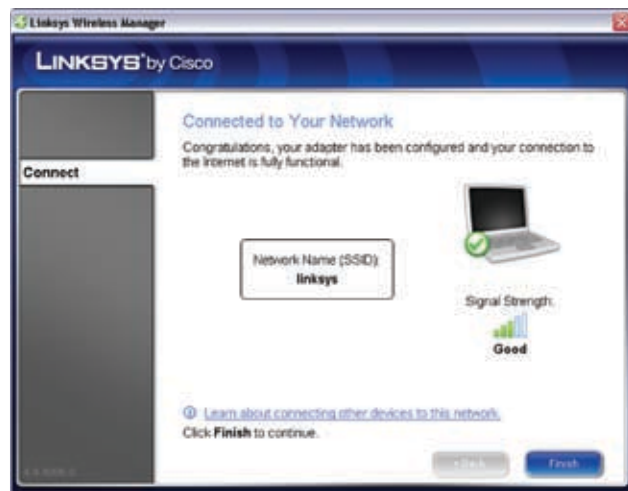 Linksys Wireless Manager
LINKSYS® by Cisco
Connected to Your Network
Congratulations, your adapter has been configured and your connection to
the Internet is fully functional.
Connect
Network Name (SSID):
linksys
Signal Strength:
Good
Learn about connecting other devices to this network.
Click Finish to continue.
< Back
Finish